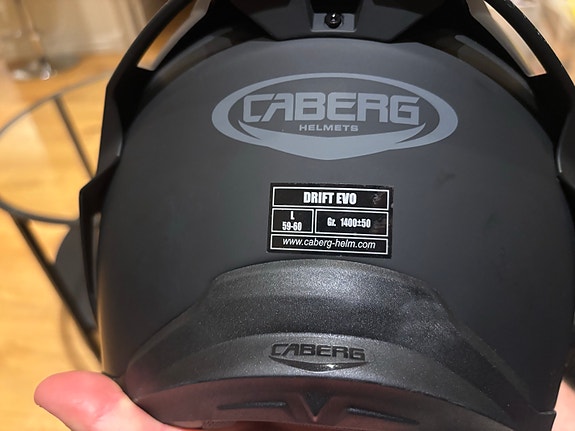 CABERG
HELMETS
DRIFT EVO
L
59-60
Gr. 1400±50
www.caberg-helm.com
CABERG